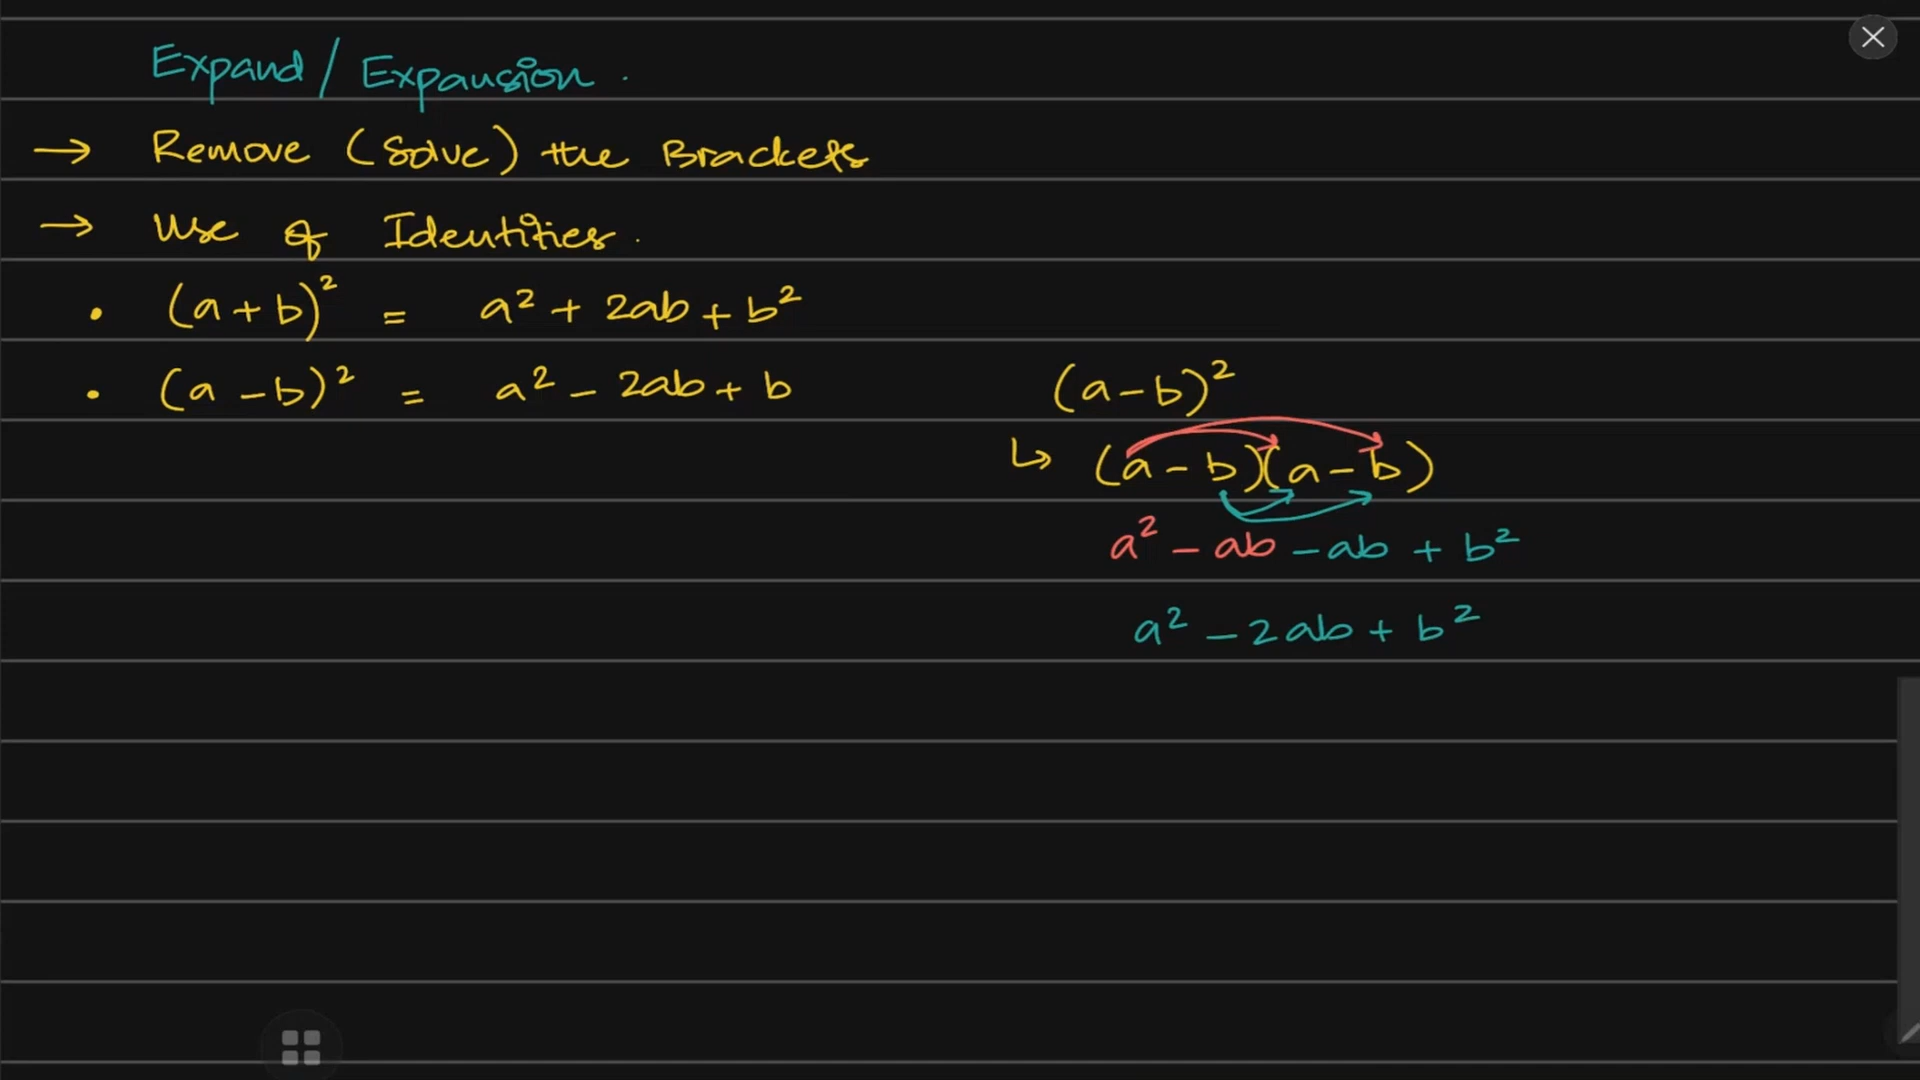 Expand / Expansion .
→ Remove (Solve) the Brackets
→ Use of Identities .
• (a + b)² = a² + 2ab + b²
• (a - b)² = a² - 2ab + b
(a - b)²
↳ (a - b)(a - b)
a² - ab - ab + b²
a² - 2ab + b²